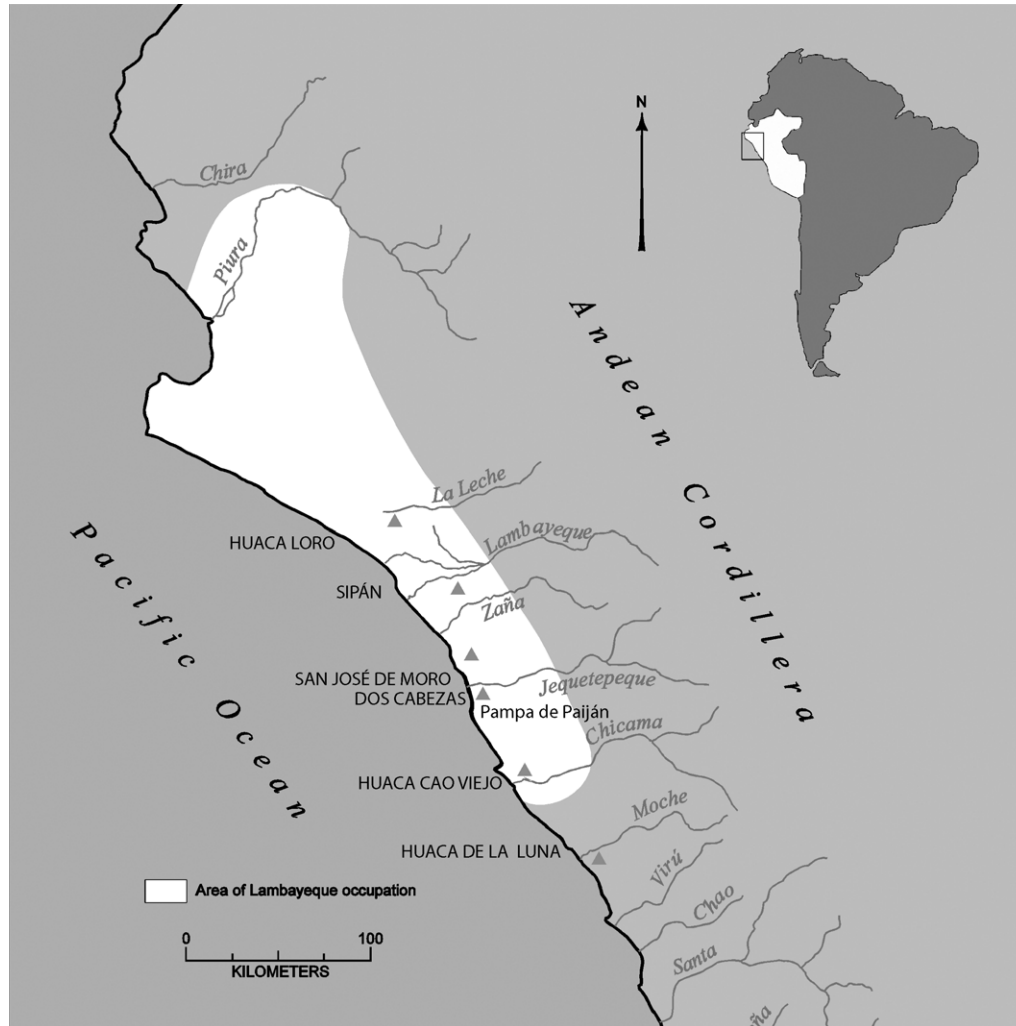 N
Chira
Piura
Andean Cordillera
La Leche
HUACA LORO
Lambayeque
SIPÁN
Zaña
Pacific Ocean
SAN JOSÉ DE MORO
DOS CABEZAS
Jequetepeque
Pampa de Paiján
Chicama
HUACA CAO VIEJO
Moche
HUACA DE LA LUNA
Virú
Area of Lambayeque occupation
Chao
0 100
KILOMETERS
Santa